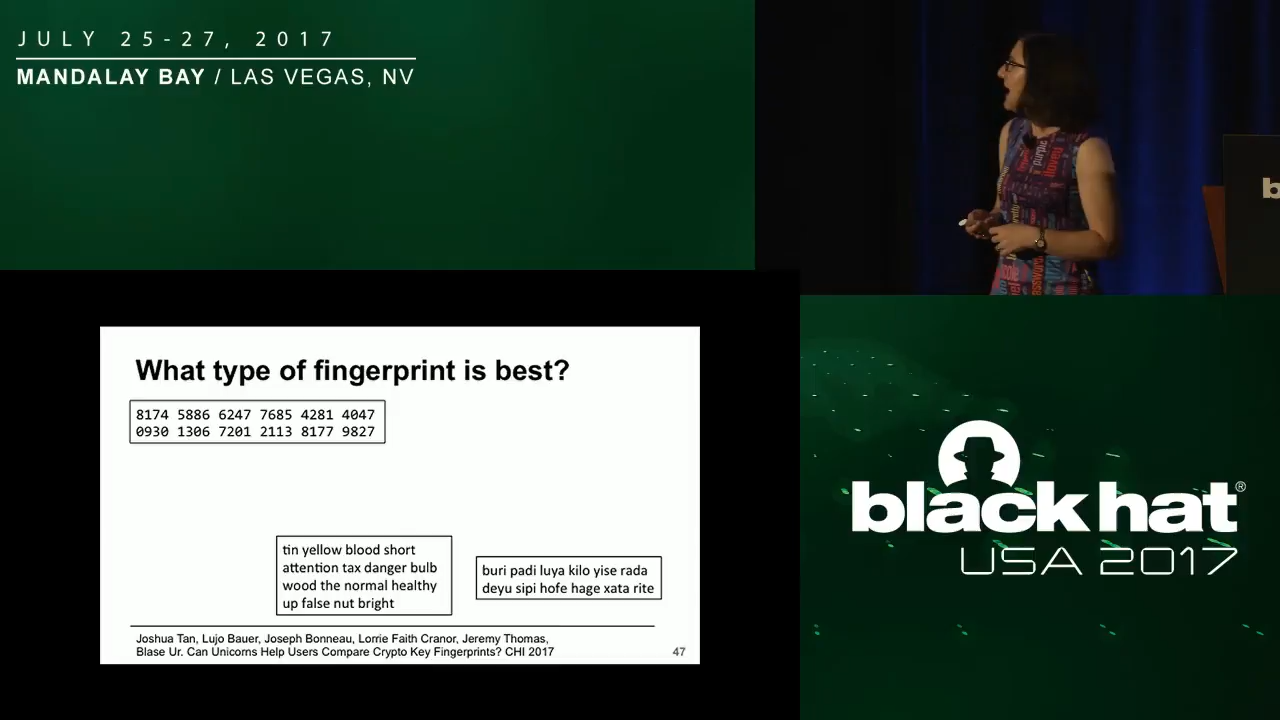 JULY 25-27, 2017
MANDALAY BAY / LAS VEGAS, NV
purple
b
What type of fingerprint is best?
8174 5886 6247 7685 4281 4047
0930 1306 7201 2113 8177 9827
tin yellow blood short
attention tax danger bulb
wood the normal healthy
up false nut bright
buri padi luya kilo yise rada
deyu sipi hofe hage xata rite
Joshua Tan, Lujo Bauer, Joseph Bonneau, Lorrie Faith Cranor, Jeremy Thomas,
Blase Ur. Can Unicorns Help Users Compare Crypto Key Fingerprints? CHI 2017
47
black hat®
USA 2017